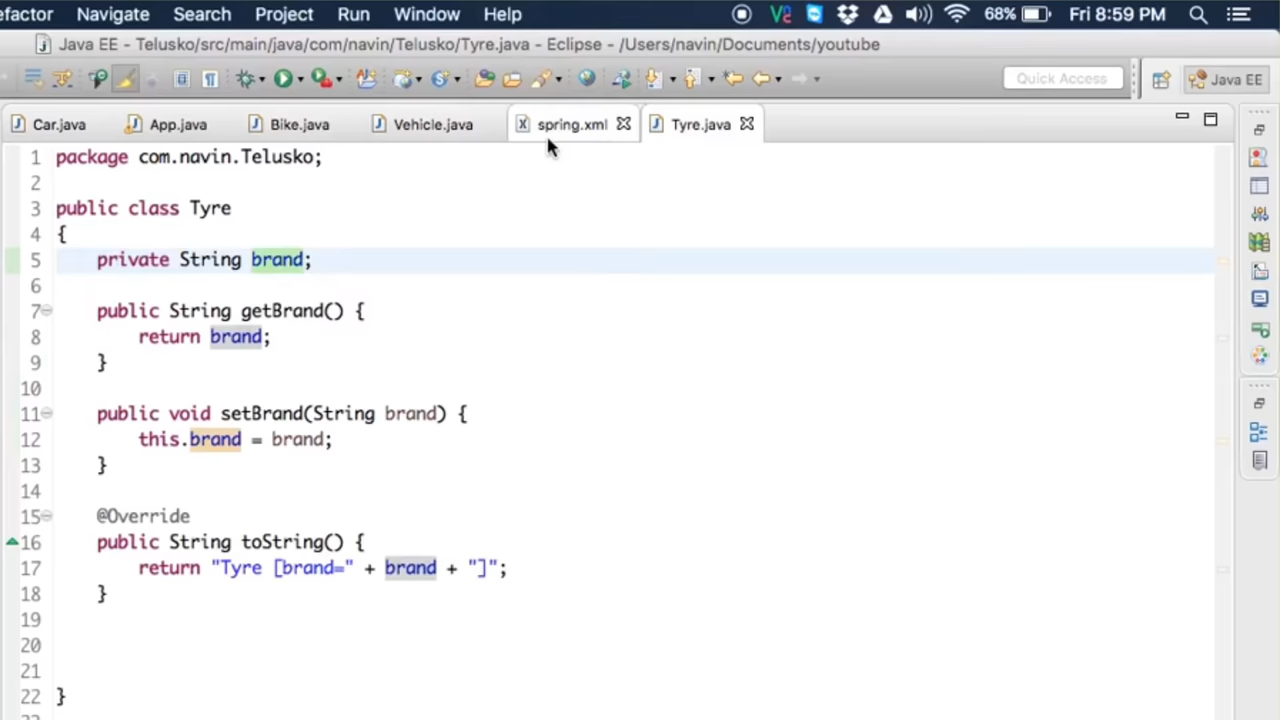 efactor Navigate Search Project Run Window Help 68% Fri 8:59 PM
Java EE - Telusko/src/main/java/com/navin/Telusko/Tyre.java - Eclipse - /Users/navin/Documents/youtube
Quick Access Java EE
Car.java App.java Bike.java Vehicle.java spring.xml Tyre.java
1 package com.navin.Telusko;
2
3 public class Tyre
4 {
5 private String brand;
6
7 public String getBrand() {
8 return brand;
9 }
10
11 public void setBrand(String brand) {
12 this.brand = brand;
13 }
14
15 @Override
16 public String toString() {
17 return "Tyre [brand=" + brand + "]";
18 }
19
20
21
22 }